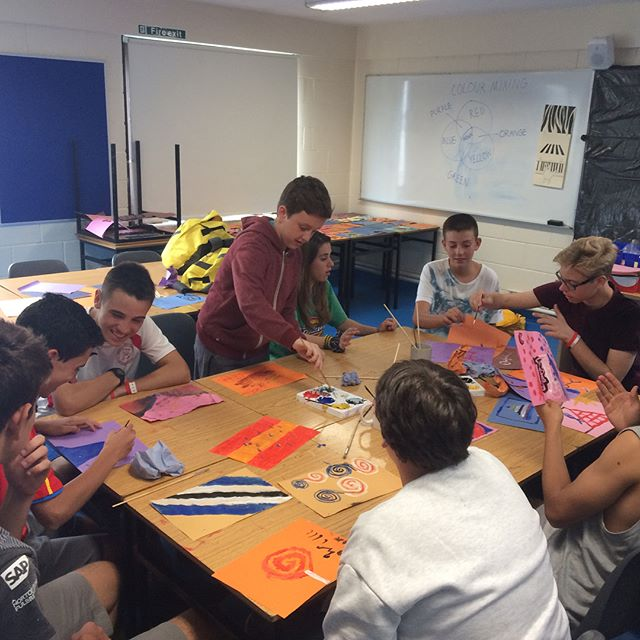 Fire exit
COLOUR MIXING
PURPLE
RED
ORANGE
BLUE
YELLOW
GREEN
SAP